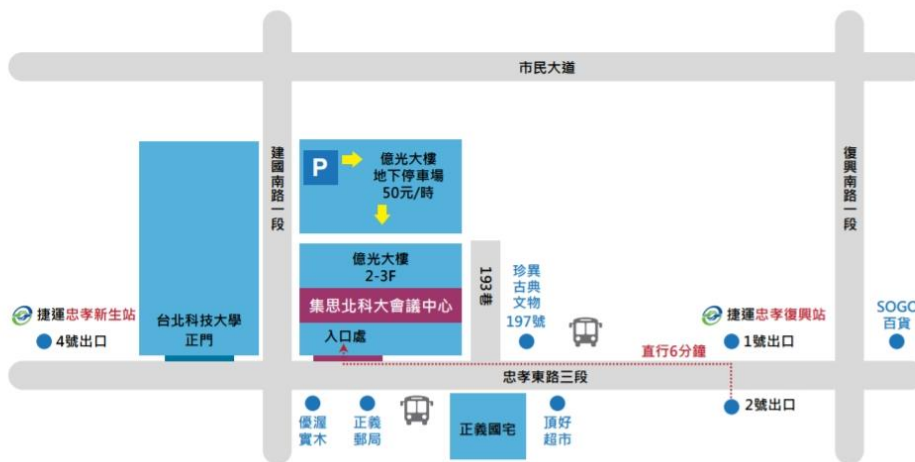 市民大道
建國南路一段
復興南路一段
P
億光大樓
地下停車場
50元/時
億光大樓
2-3F
集思北科大會議中心
入口處
193巷
珍異
古典
文物
197號
捷運忠孝新生站
4號出口
台北科技大學
正門
捷運忠孝復興站
1號出口
SOGO
百貨
直行6分鐘
忠孝東路三段
2號出口
優渥
實木
正義
郵局
正義國宅
頂好
超市